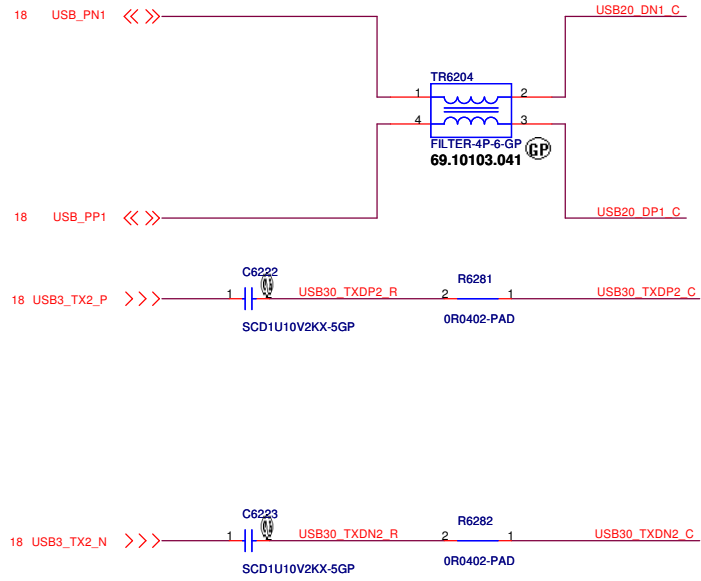 18 USB_PN1 USB20_DN1_C
TR6204
1 2
4 3
FILTER-4P-6-GP GP
69.10103.041
18 USB_PP1 USB20_DP1_C
C6222 R6281
18 USB3_TX2_P 1 2 USB30_TXDP2_R 2 1 USB30_TXDP2_C
SCD1U10V2KX-5GP 0R0402-PAD
C6223 R6282
18 USB3_TX2_N 1 2 USB30_TXDN2_R 2 1 USB30_TXDN2_C
SCD1U10V2KX-5GP 0R0402-PAD